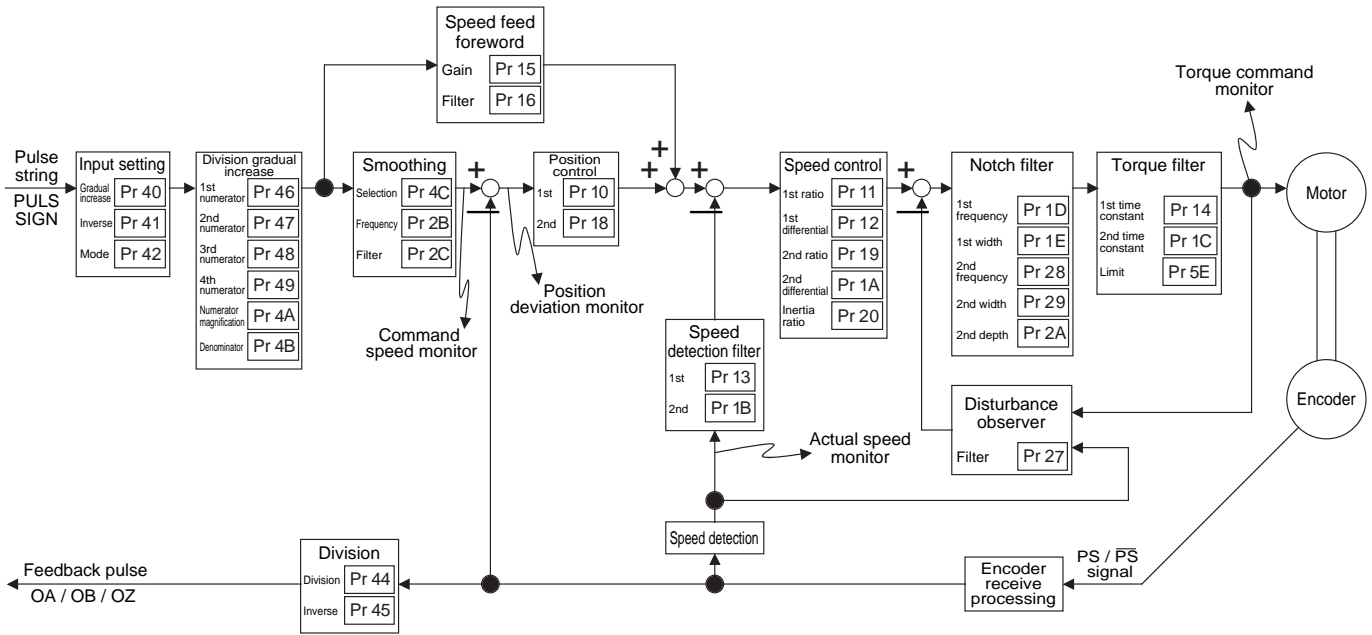 Speed feed
foreword
Gain Pr 15
Filter Pr 16
Torque command
monitor
Pulse
string
PULS
SIGN
Input setting
Gradual
increase Pr 40
Inverse Pr 41
Mode Pr 42
Division gradual
increase
1st
numerator Pr 46
2nd
numerator Pr 47
3rd
numerator Pr 48
4th
numerator Pr 49
Numerator
magnification Pr 4A
Denominator Pr 4B
Smoothing
Selection Pr 4C
Frequency Pr 2B
Filter Pr 2C
+
Position
control
1st Pr 10
2nd Pr 18
+
+
+
Speed control
1st ratio Pr 11
1st
differential Pr 12
2nd ratio Pr 19
2nd
differential Pr 1A
Inertia
ratio Pr 20
+
Notch filter
1st
frequency Pr 1D
1st width Pr 1E
2nd
frequency Pr 28
2nd width Pr 29
2nd depth Pr 2A
Torque filter
1st time
constant Pr 14
2nd time
constant Pr 1C
Limit Pr 5E
Motor
Position
deviation monitor
Command
speed monitor
Speed
detection filter
1st Pr 13
2nd Pr 1B
Disturbance
observer
Filter Pr 27
Encoder
Actual speed
monitor
Speed detection
Feedback pulse
OA / OB / OZ
Division
Division Pr 44
Inverse Pr 45
Encoder
receive
processing
PS / P̅S̅
signal